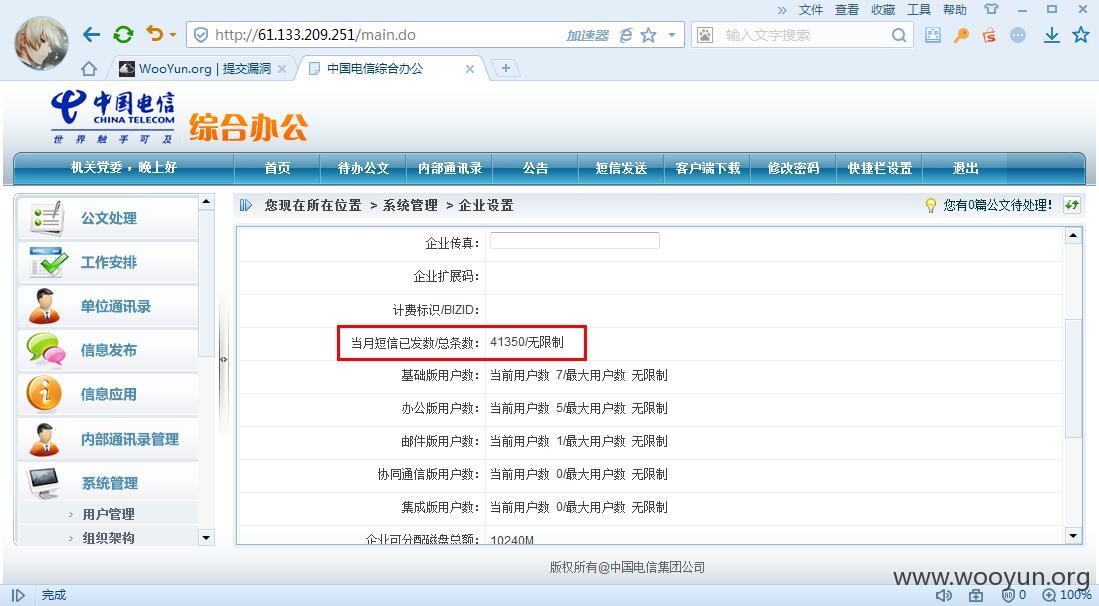 » 文件 查看 收藏 工具 帮助
http://61.133.209.251/main.do 加速器 输入文字搜索
WooYun.org | 提交漏洞 中国电信综合办公
中国电信 CHINA TELECOM 综合办公
世界触手可及
机关党委，晚上好 首页 待办公文 内部通讯录 公告 短信发送 客户端下载 修改密码 快捷栏设置 退出
您现在所在位置 > 系统管理 > 企业设置 您有0篇公文待处理!
公文处理
工作安排
单位通讯录
信息发布
信息应用
内部通讯录管理
系统管理
› 用户管理
› 组织架构
企业传真：
企业扩展码：
计费标识/BIZID：
当月短信已发数/总条数： 41350/无限制
基础版用户数： 当前用户数 7/最大用户数 无限制
办公版用户数： 当前用户数 5/最大用户数 无限制
邮件版用户数： 当前用户数 1/最大用户数 无限制
协同通信版用户数： 当前用户数 0/最大用户数 无限制
集成版用户数： 当前用户数 0/最大用户数 无限制
企业可分配磁盘总额： 10240M
版权所有@中国电信集团公司
www.wooyun.org
完成 0 100%